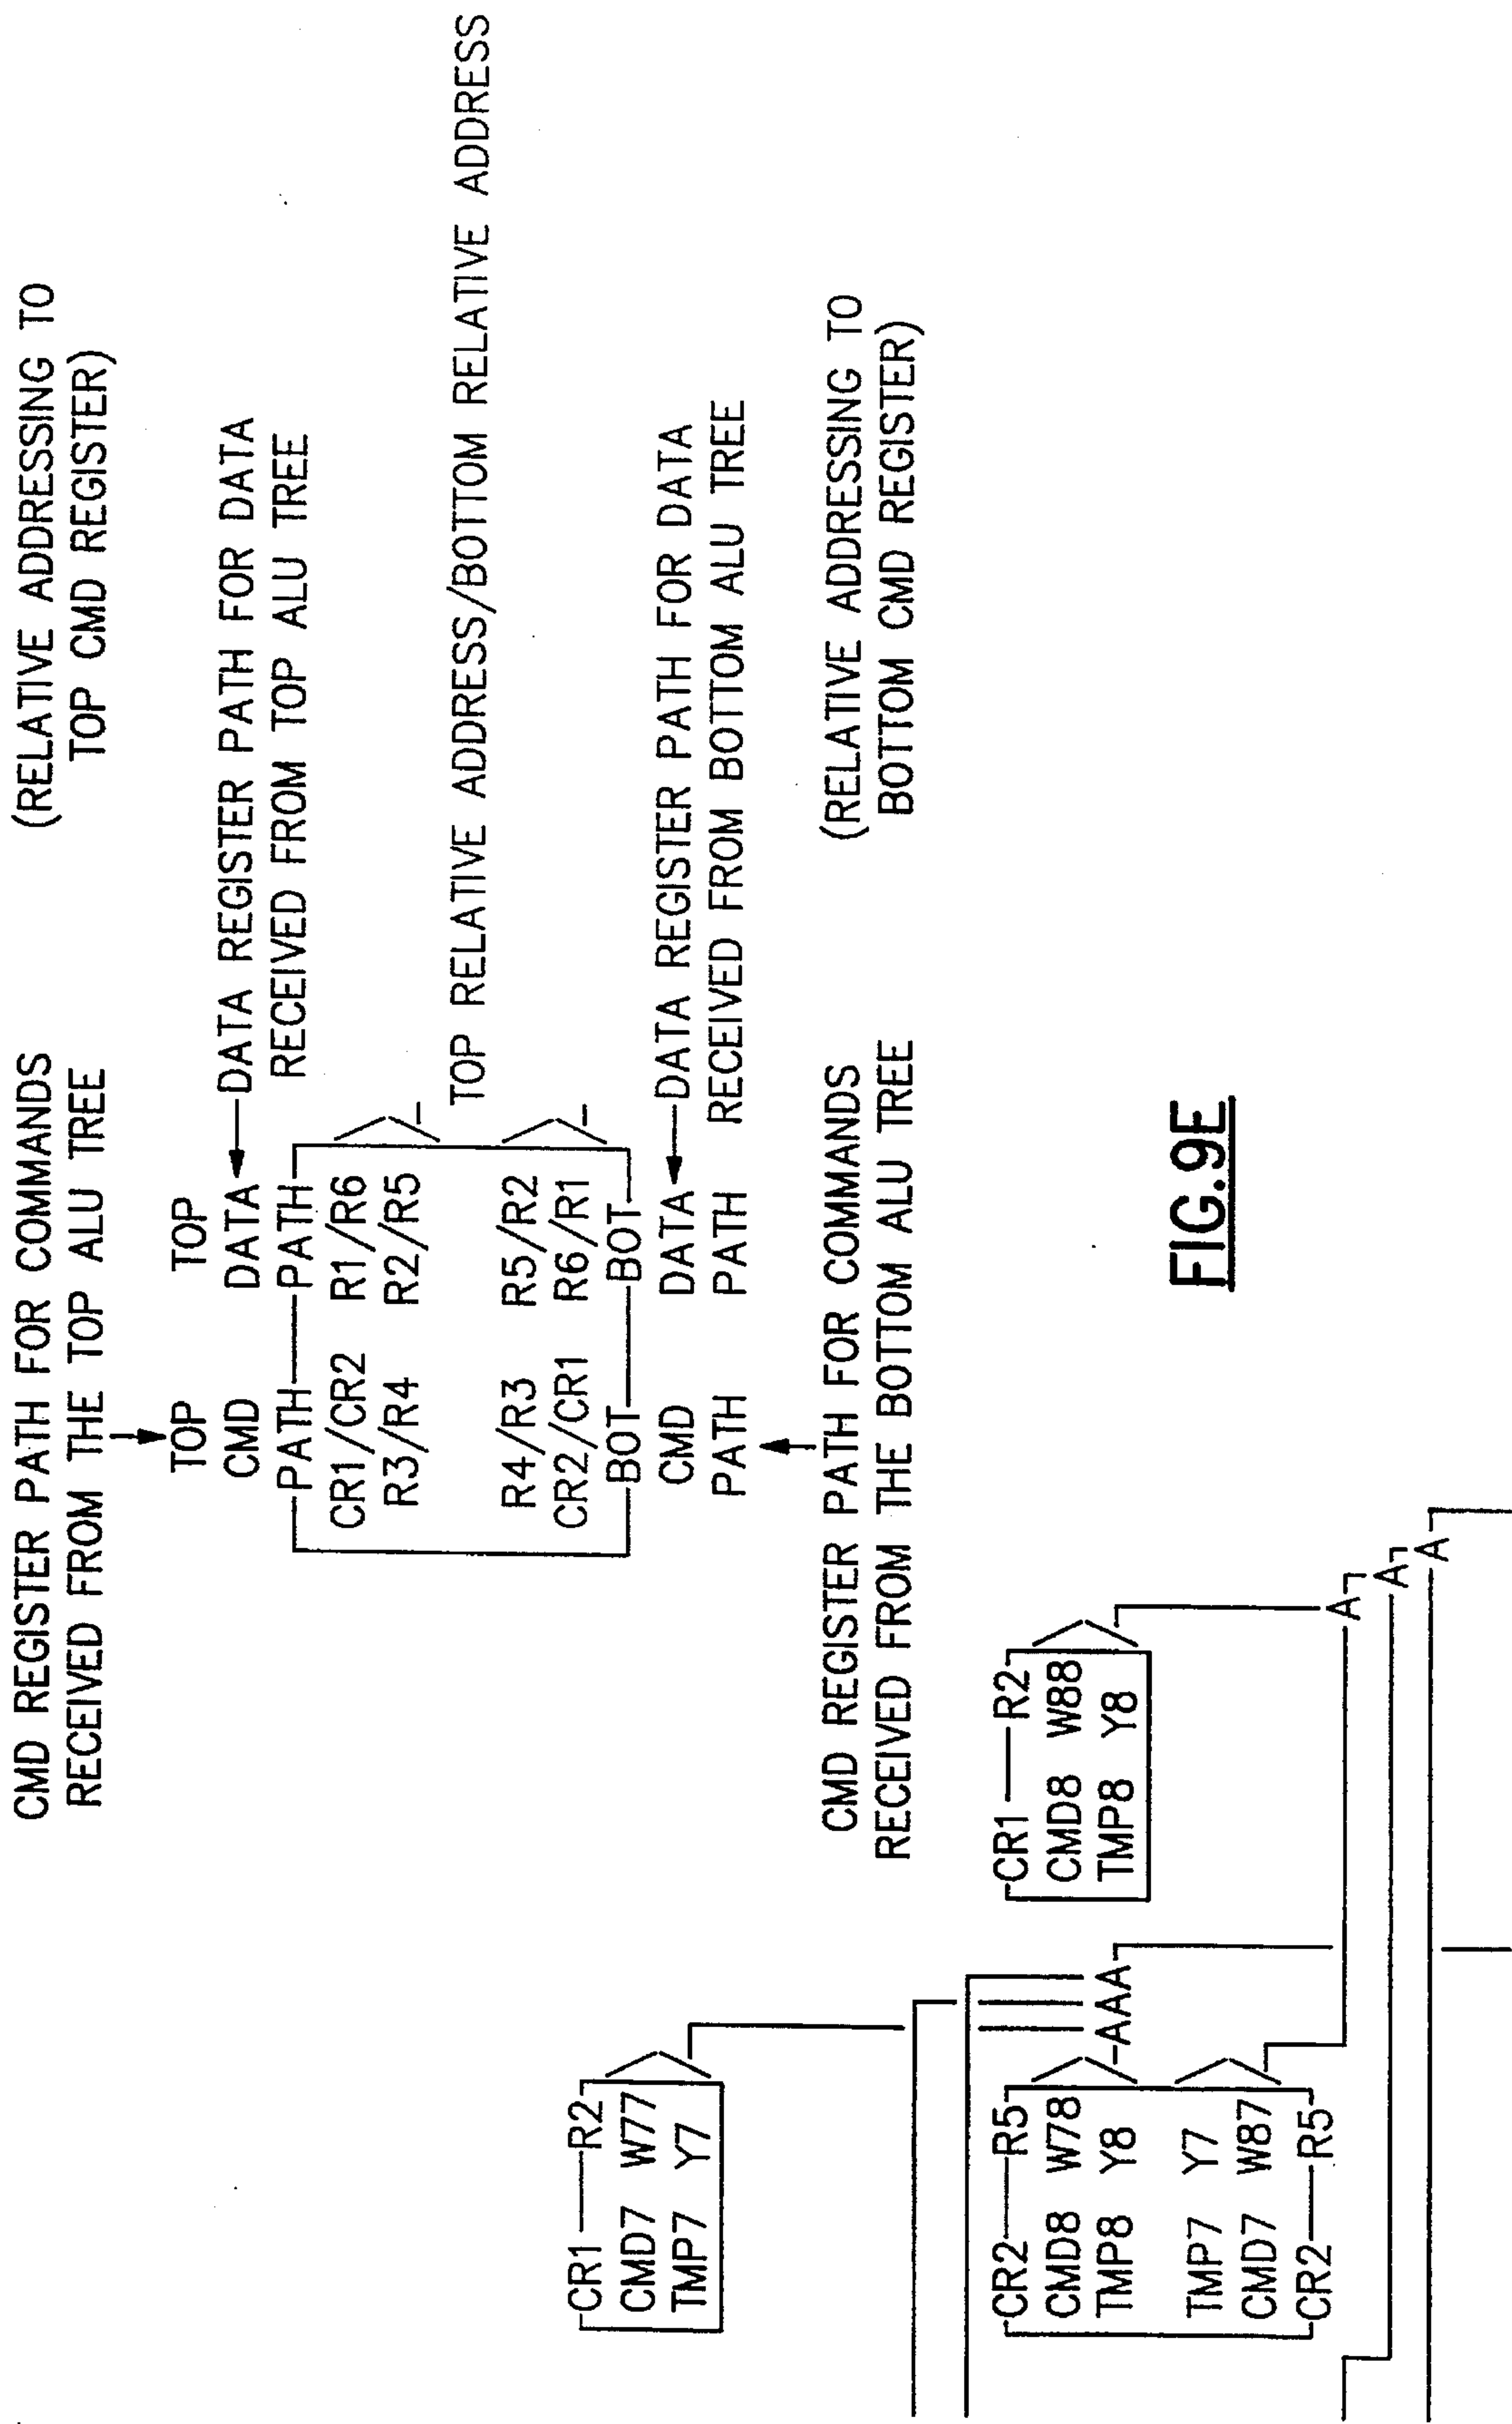 CMD REGISTER PATH FOR COMMANDS
RECEIVED FROM THE TOP ALU TREE
(RELATIVE ADDRESSING TO
TOP CMD REGISTER)
TOP TOP
CMD DATA
DATA REGISTER PATH FOR DATA
RECEIVED FROM TOP ALU TREE
PATH PATH
CR1/CR2 R1/R6
R3/R4 R2/R5
TOP RELATIVE ADDRESS/BOTTOM RELATIVE ADDRESS
R4/R3 R5/R2
CR2/CR1 R6/R1
BOT BOT
CMD DATA
PATH PATH
DATA REGISTER PATH FOR DATA
RECEIVED FROM BOTTOM ALU TREE
CMD REGISTER PATH FOR COMMANDS
RECEIVED FROM THE BOTTOM ALU TREE
(RELATIVE ADDRESSING TO
BOTTOM CMD REGISTER)
CR1 R2
CMD7 W77
TMP7 Y7
CR2 R5
CMD8 W78
TMP8 Y8
AAA
TMP7 Y7
CMD7 W87
CR2 R5
CR1 R2
CMD8 W88
TMP8 Y8
A
A
A
FIG.9E